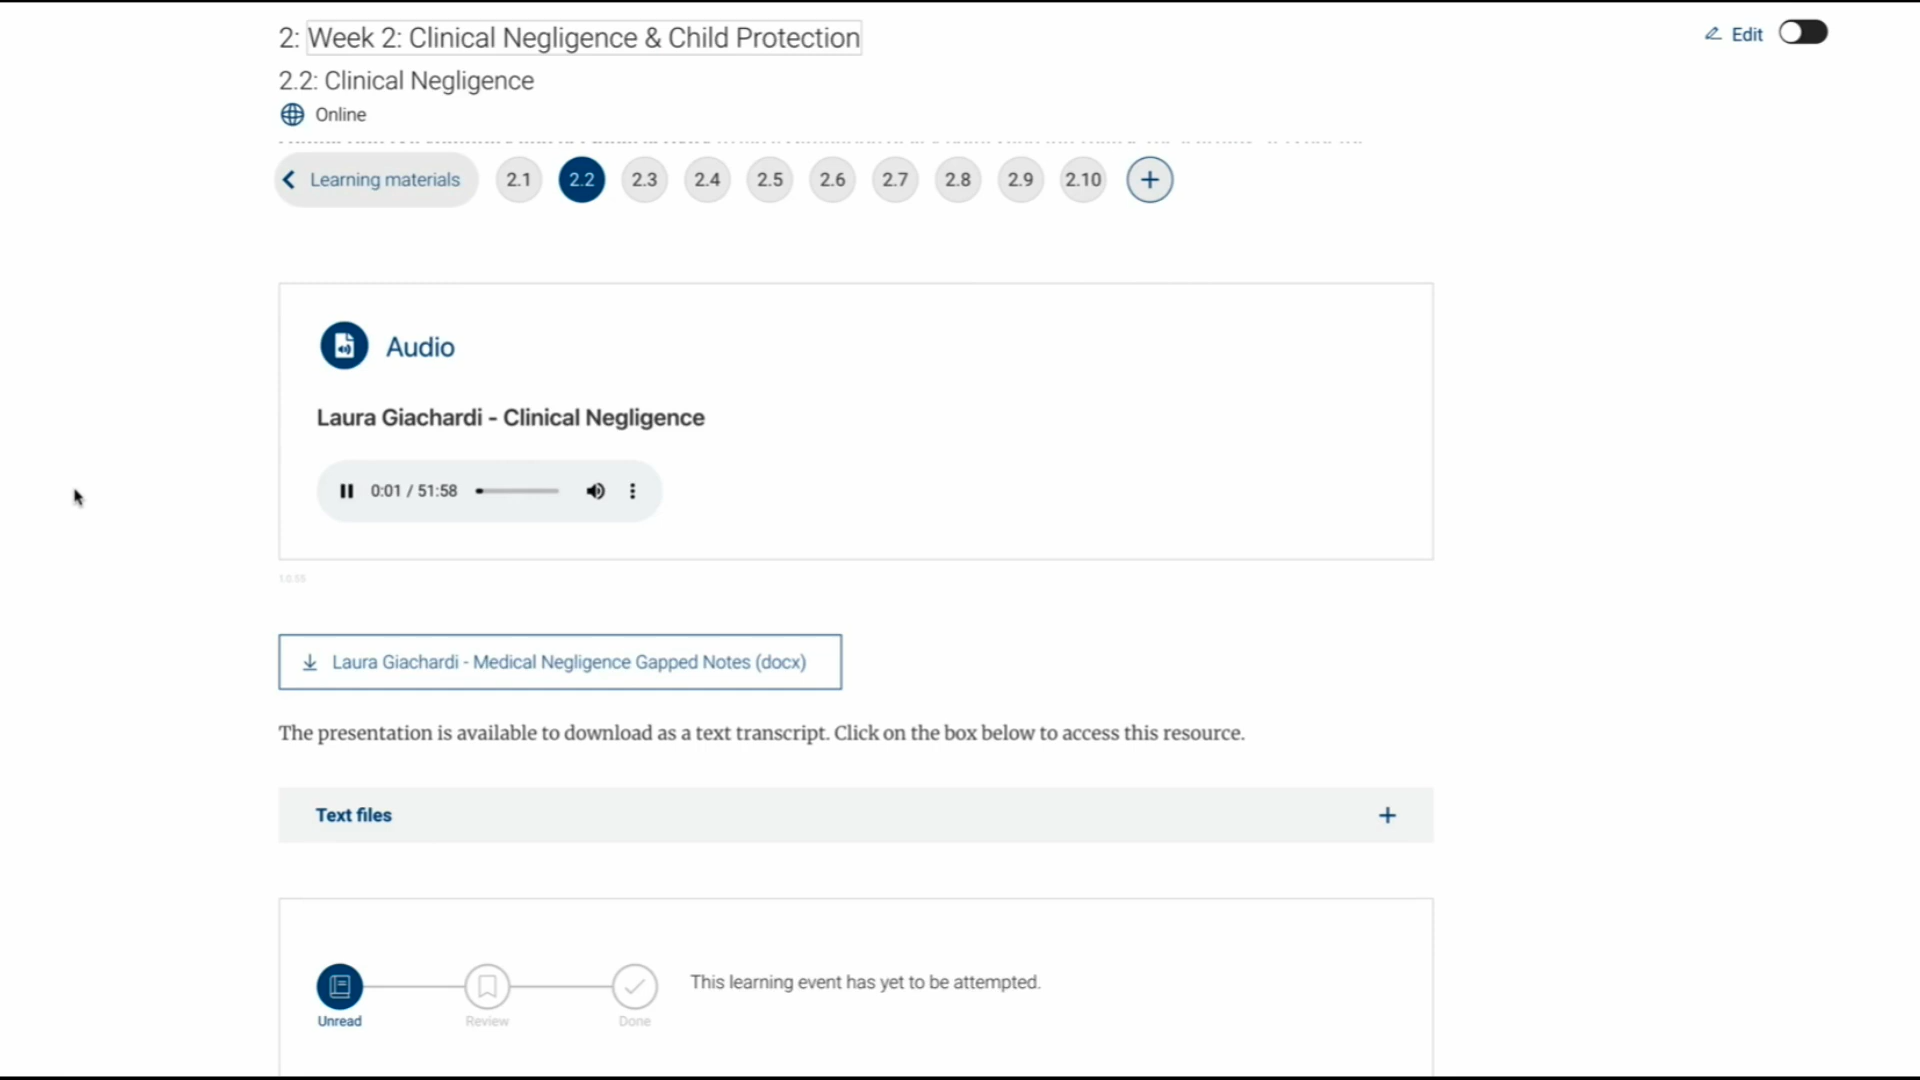 2: Week 2: Clinical Negligence & Child Protection
Edit
2.2: Clinical Negligence
Online
Learning materials 2.1 2.2 2.3 2.4 2.5 2.6 2.7 2.8 2.9 2.10
Audio
Laura Giachardi - Clinical Negligence
0:01 / 51:58
1.0.55
Laura Giachardi - Medical Negligence Gapped Notes (docx)
The presentation is available to download as a text transcript. Click on the box below to access this resource.
Text files
This learning event has yet to be attempted.
Unread Review Done